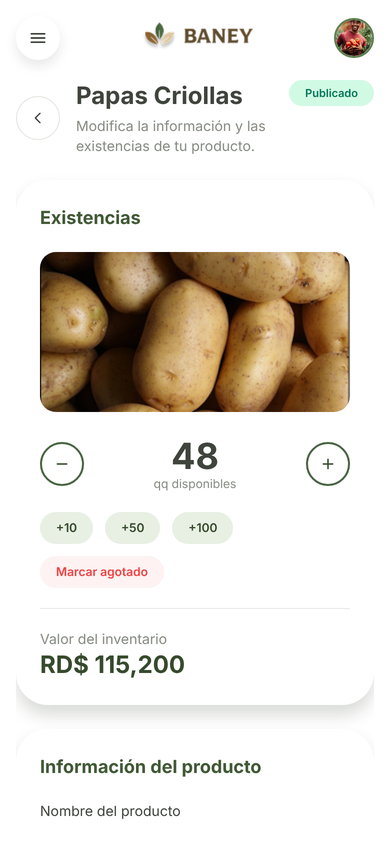 BANEY
Papas Criollas
Publicado
Modifica la información y las
existencias de tu producto.
Existencias
48
qq disponibles
+10
+50
+100
Marcar agotado
Valor del inventario
RD$ 115,200
Información del producto
Nombre del producto